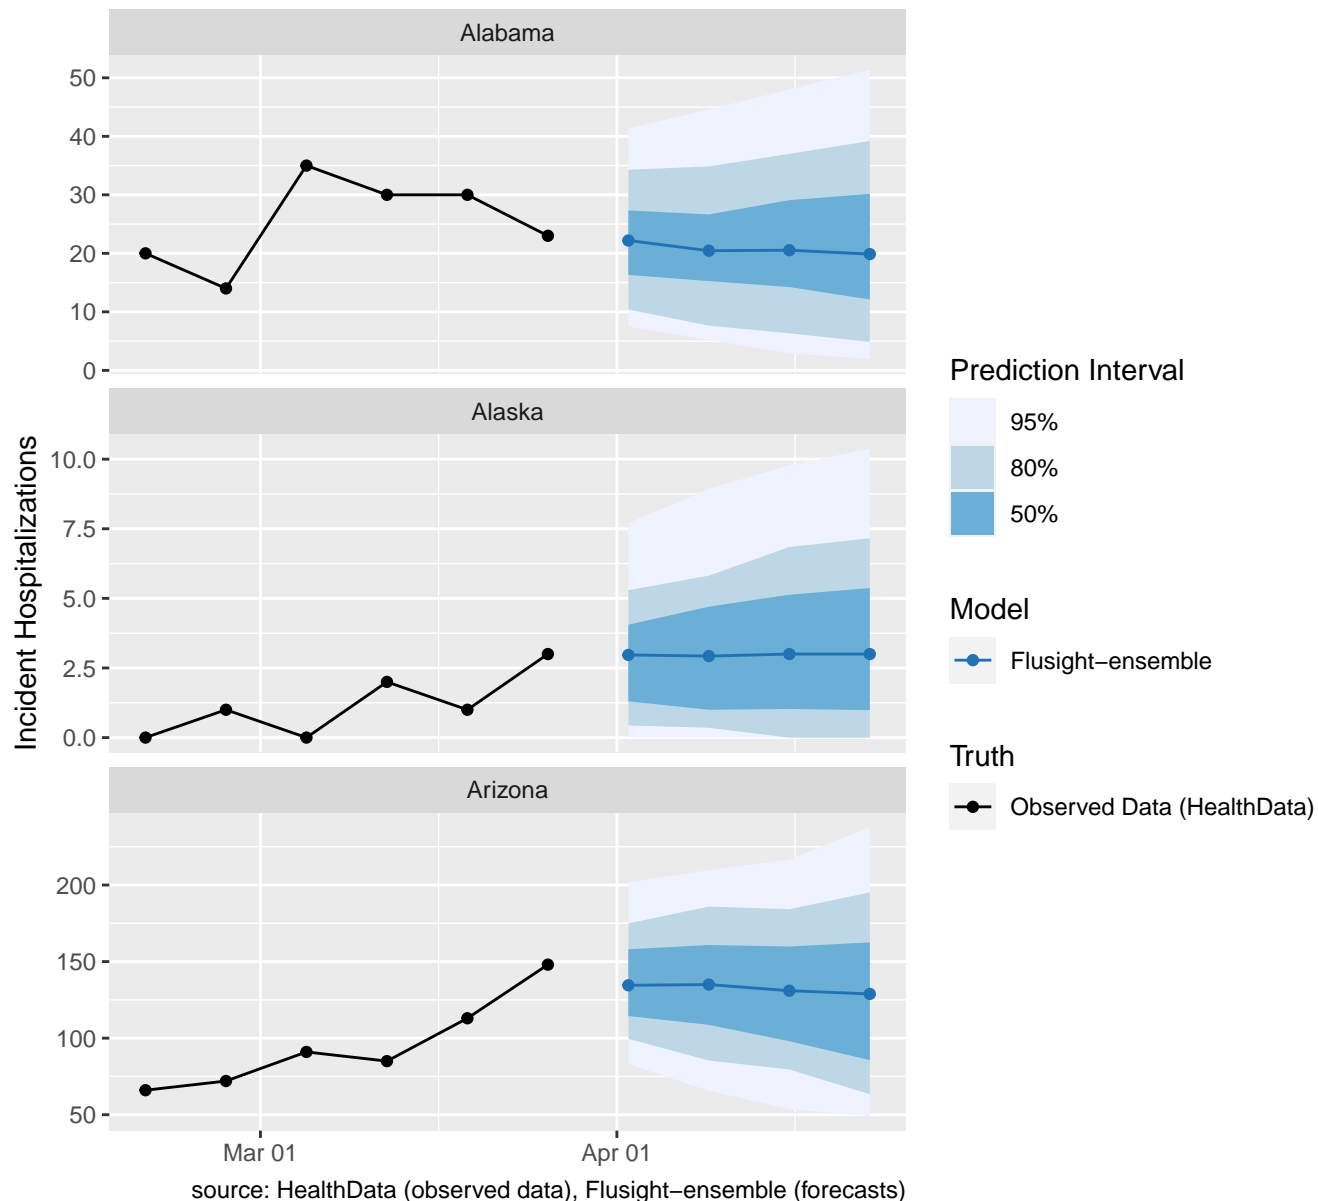 Alabama
50
40
30
20
10
0
Alaska
10.0
7.5
5.0
2.5
0.0
Arizona
200
150
100
50
Mar 01
Apr 01
Incident Hospitalizations
source: HealthData (observed data), Flusight−ensemble (forecasts)
Prediction Interval
95%
80%
50%
Model
Flusight−ensemble
Truth
Observed Data (HealthData)